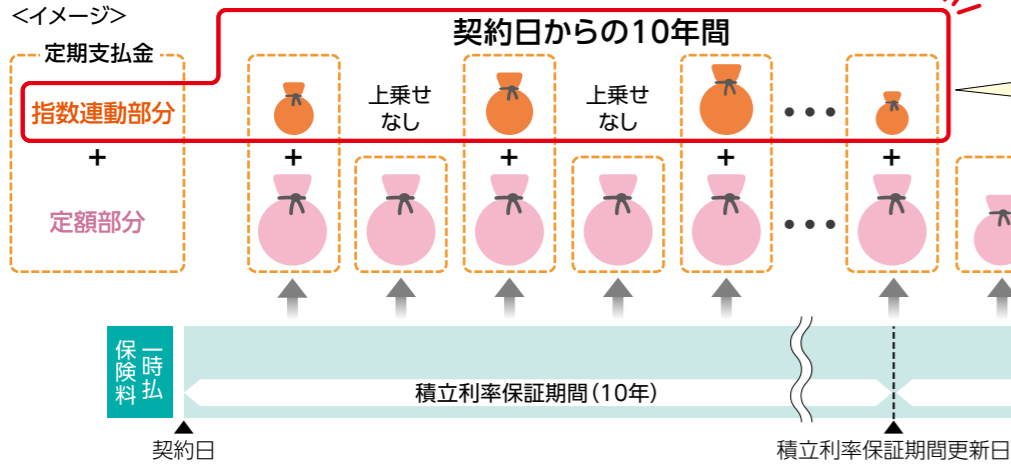 <イメージ>
契約日からの10年間
定期支払金
指数連動部分
上乗せ
なし
上乗せ
なし
•••
+
+
+
+
+
定額部分
•••
一時払
保険料
積立利率保証期間(10年)
契約日
積立利率保証期間更新日